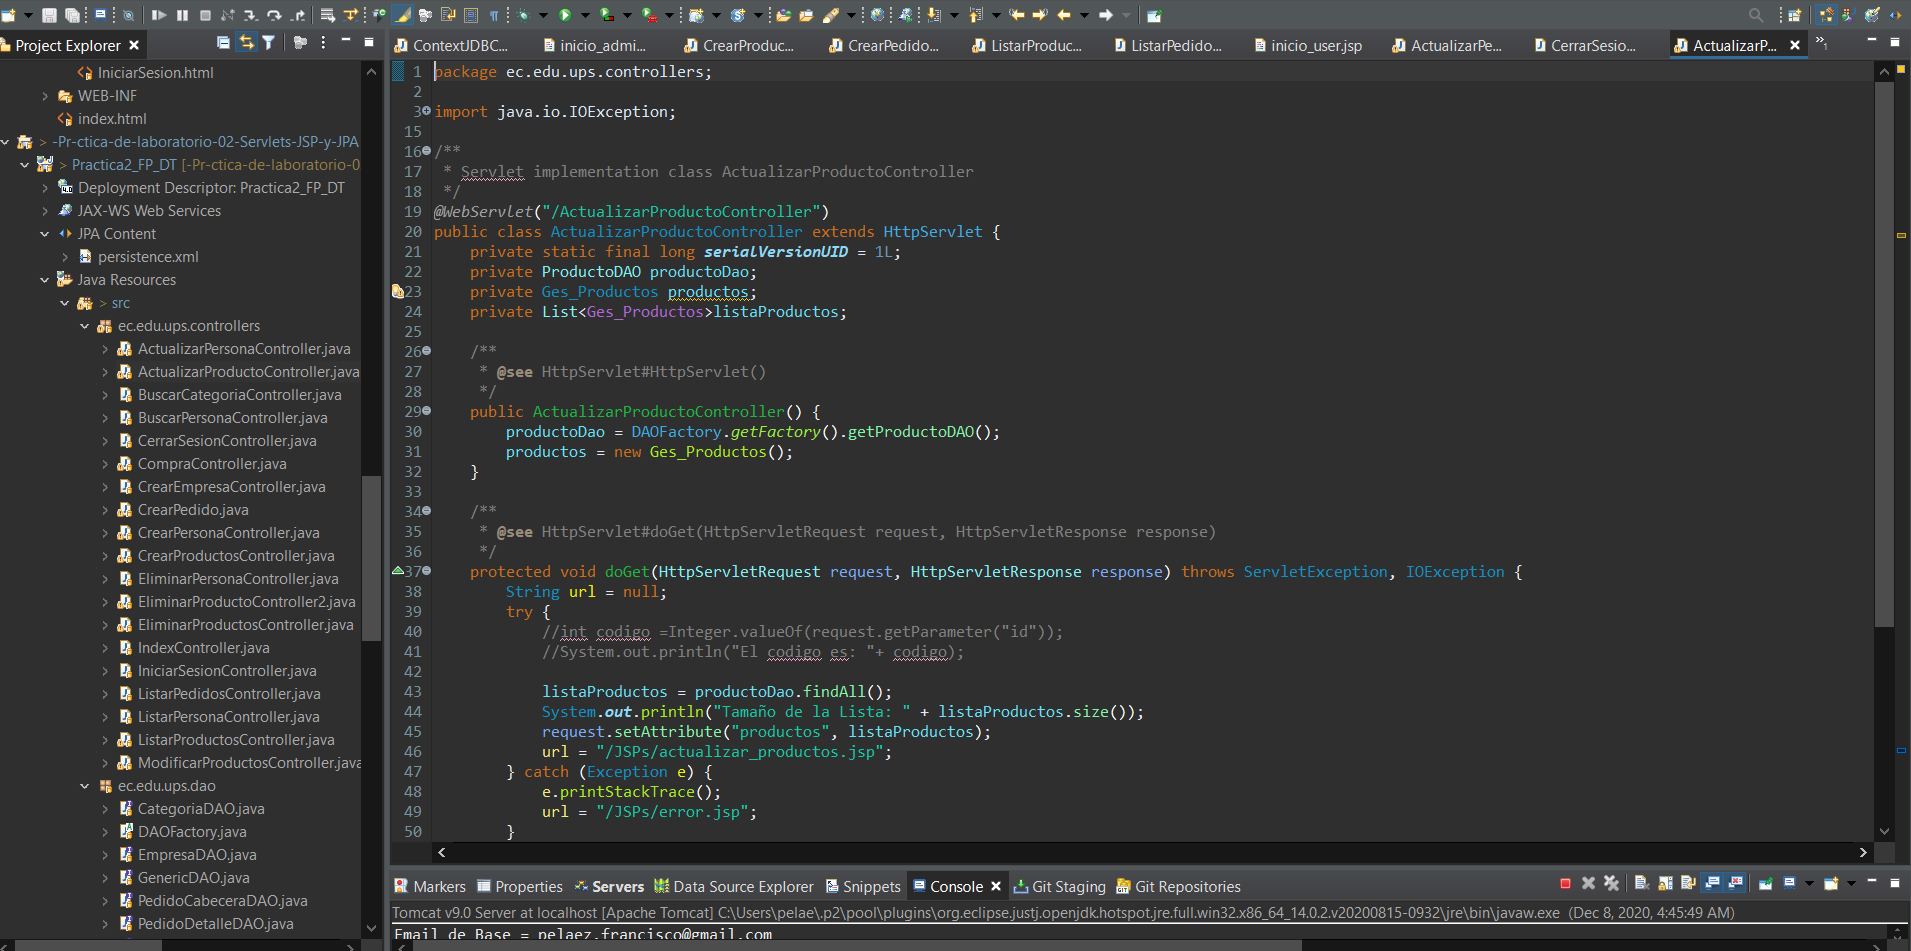 Project Explorer
ContextJDBC...
inicio_admi...
CrearProduc...
CrearPedido...
ListarProduc...
ListarPedido...
inicio_user.jsp
ActualizarPe...
CerrarSesio...
ActualizarP...
»1
IniciarSesion.html
WEB-INF
index.html
> -Pr-ctica-de-laboratorio-02-Servlets-JSP-y-JPA
> Practica2_FP_DT [-Pr-ctica-de-laboratorio-0
Deployment Descriptor: Practica2_FP_DT
JAX-WS Web Services
JPA Content
persistence.xml
Java Resources
> src
ec.edu.ups.controllers
ActualizarPersonaController.java
ActualizarProductoController.java
BuscarCategoriaController.java
BuscarPersonaController.java
CerrarSesionController.java
CompraController.java
CrearEmpresaController.java
CrearPedido.java
CrearPersonaController.java
CrearProductosController.java
EliminarPersonaController.java
EliminarProductoController2.java
EliminarProductosController.java
IndexController.java
IniciarSesionController.java
ListarPedidosController.java
ListarPersonaController.java
ListarProductosController.java
ModificarProductosController.java
ec.edu.ups.dao
CategoriaDAO.java
DAOFactory.java
EmpresaDAO.java
GenericDAO.java
PedidoCabeceraDAO.java
PedidoDetalleDAO.java
1 package ec.edu.ups.controllers;
2
3 import java.io.IOException;
15
16 /**
17 * Servlet implementation class ActualizarProductoController
18 */
19 @WebServlet("/ActualizarProductoController")
20 public class ActualizarProductoController extends HttpServlet {
21 private static final long serialVersionUID = 1L;
22 private ProductoDAO productoDao;
23 private Ges_Productos productos;
24 private List<Ges_Productos>listaProductos;
25
26 /**
27 * @see HttpServlet#HttpServlet()
28 */
29 public ActualizarProductoController() {
30 productoDao = DAOFactory.getFactory().getProductoDAO();
31 productos = new Ges_Productos();
32 }
33
34 /**
35 * @see HttpServlet#doGet(HttpServletRequest request, HttpServletResponse response)
36 */
37 protected void doGet(HttpServletRequest request, HttpServletResponse response) throws ServletException, IOException {
38 String url = null;
39 try {
40 //int codigo =Integer.valueOf(request.getParameter("id"));
41 //System.out.println("El codigo es: "+ codigo);
42
43 listaProductos = productoDao.findAll();
44 System.out.println("Tamaño de la Lista: " + listaProductos.size());
45 request.setAttribute("productos", listaProductos);
46 url = "/JSPs/actualizar_productos.jsp";
47 } catch (Exception e) {
48 e.printStackTrace();
49 url = "/JSPs/error.jsp";
50 }
Markers
Properties
Servers
Data Source Explorer
Snippets
Console
Git Staging
Git Repositories
Tomcat v9.0 Server at localhost [Apache Tomcat] C:\Users\pelae\.p2\pool\plugins\org.eclipse.justj.openjdk.hotspot.jre.full.win32.x86_64_14.0.2.v20200815-0932\jre\bin\javaw.exe (Dec 8, 2020, 4:45:49 AM)
Email de Base = pelaez.francisco@gmail.com